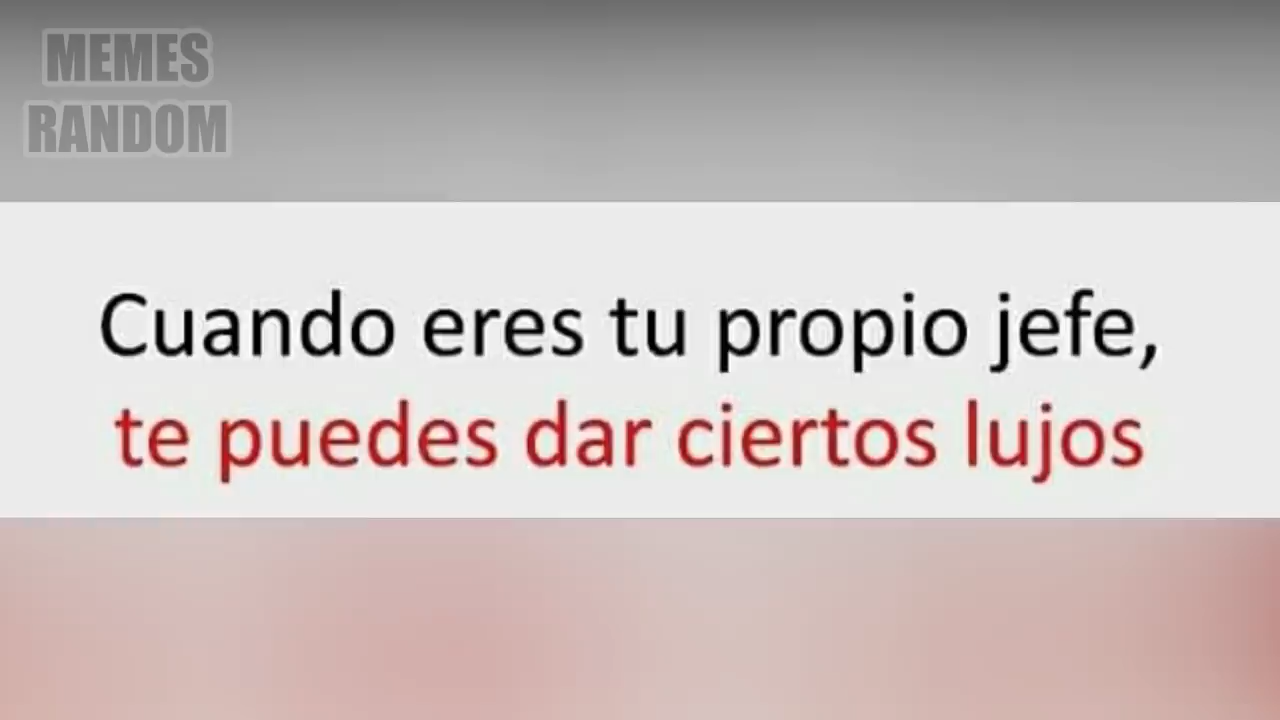 MEMES
RANDOM
Cuando eres tu propio jefe,
te puedes dar ciertos lujos